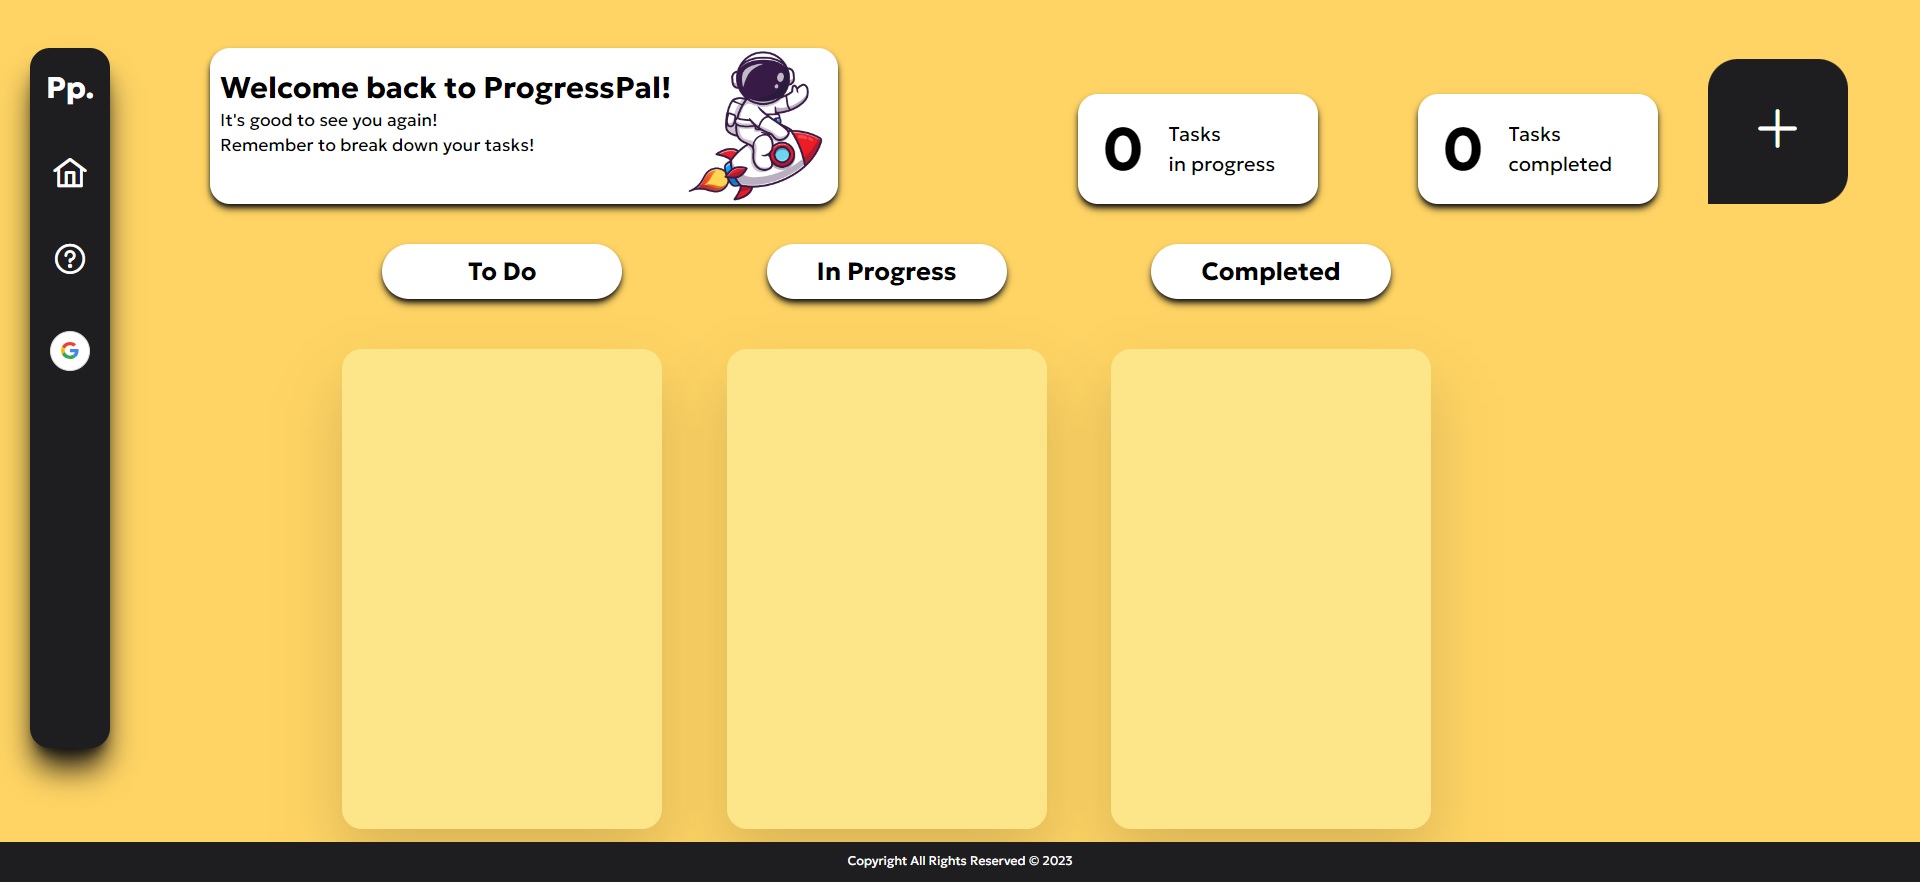 Pp.
Welcome back to ProgressPal!
It's good to see you again!
Remember to break down your tasks!
0
Tasks
in progress
0
Tasks
completed
To Do
In Progress
Completed
Copyright All Rights Reserved © 2023